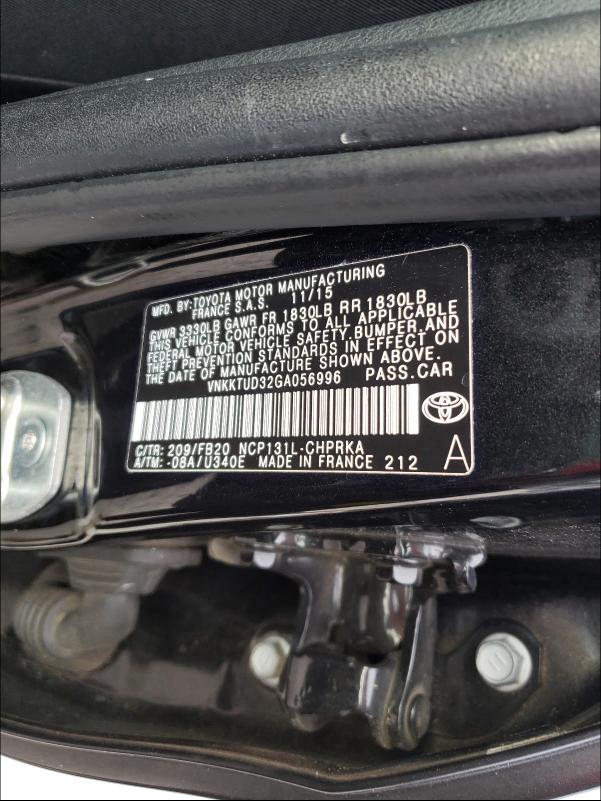 MFD. BY:TOYOTA MOTOR MANUFACTURING
FRANCE S.A.S. 11/15
GVWR 3330LB GAWR FR 1830LB RR 1830LB
THIS VEHICLE CONFORMS TO ALL APPLICABLE
FEDERAL MOTOR VEHICLE SAFETY,BUMPER,AND
THEFT PREVENTION STANDARDS IN EFFECT ON
THE DATE OF MANUFACTURE SHOWN ABOVE.
VNKKTUD32GA056996 PASS.CAR
C/TR: 209/FB20 NCP131L-CHPRKA
A/TM: -08A/U340E MADE IN FRANCE 212 A